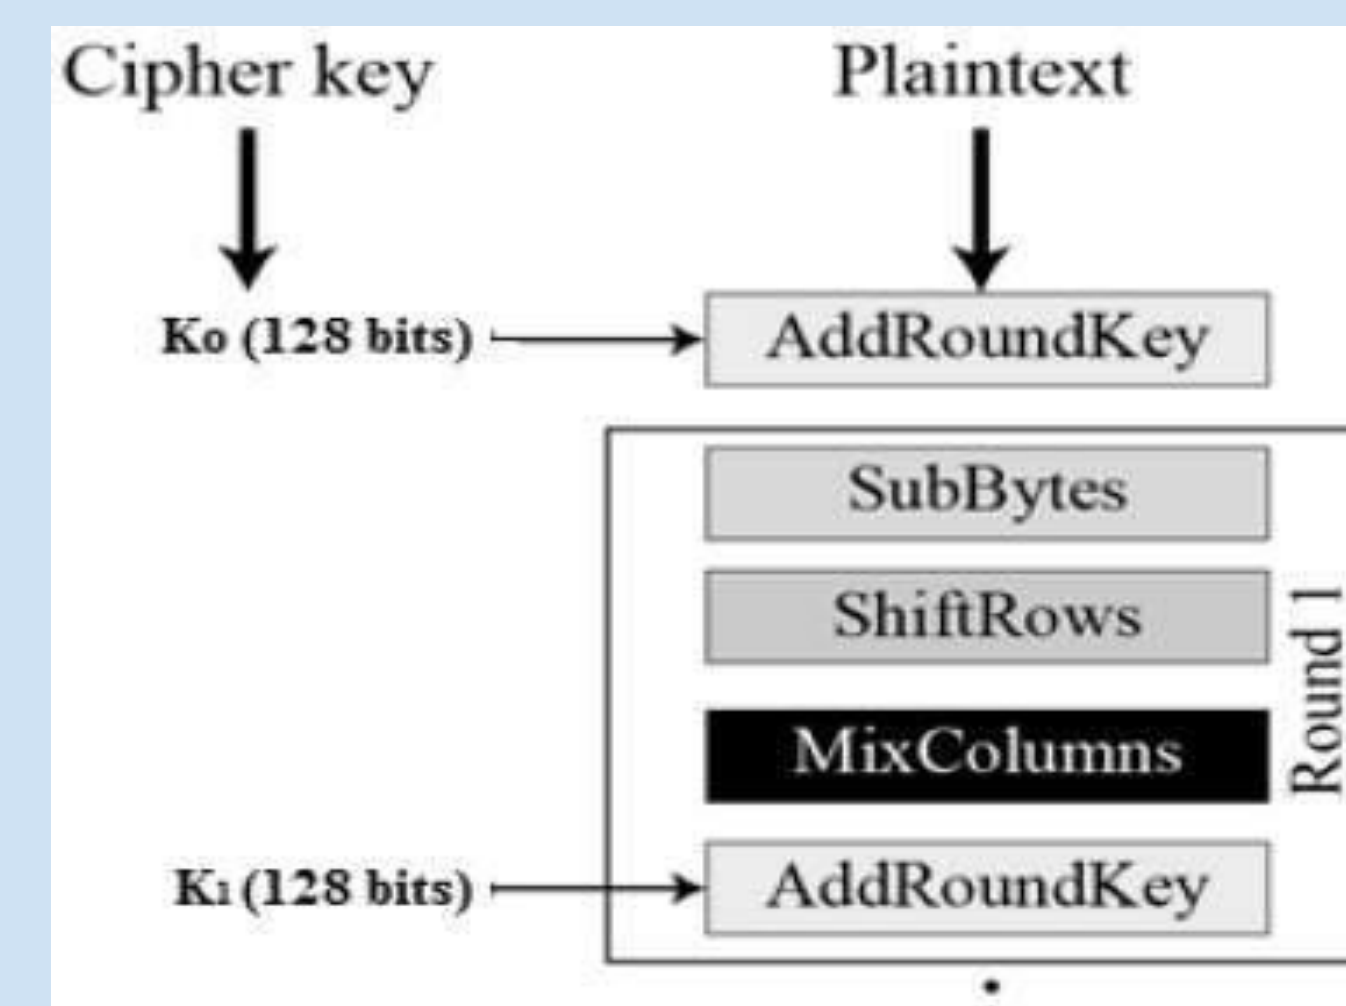 Cipher key
Plaintext
K0 (128 bits)
AddRoundKey
SubBytes
ShiftRows
MixColumns
Round 1
K1 (128 bits)
AddRoundKey